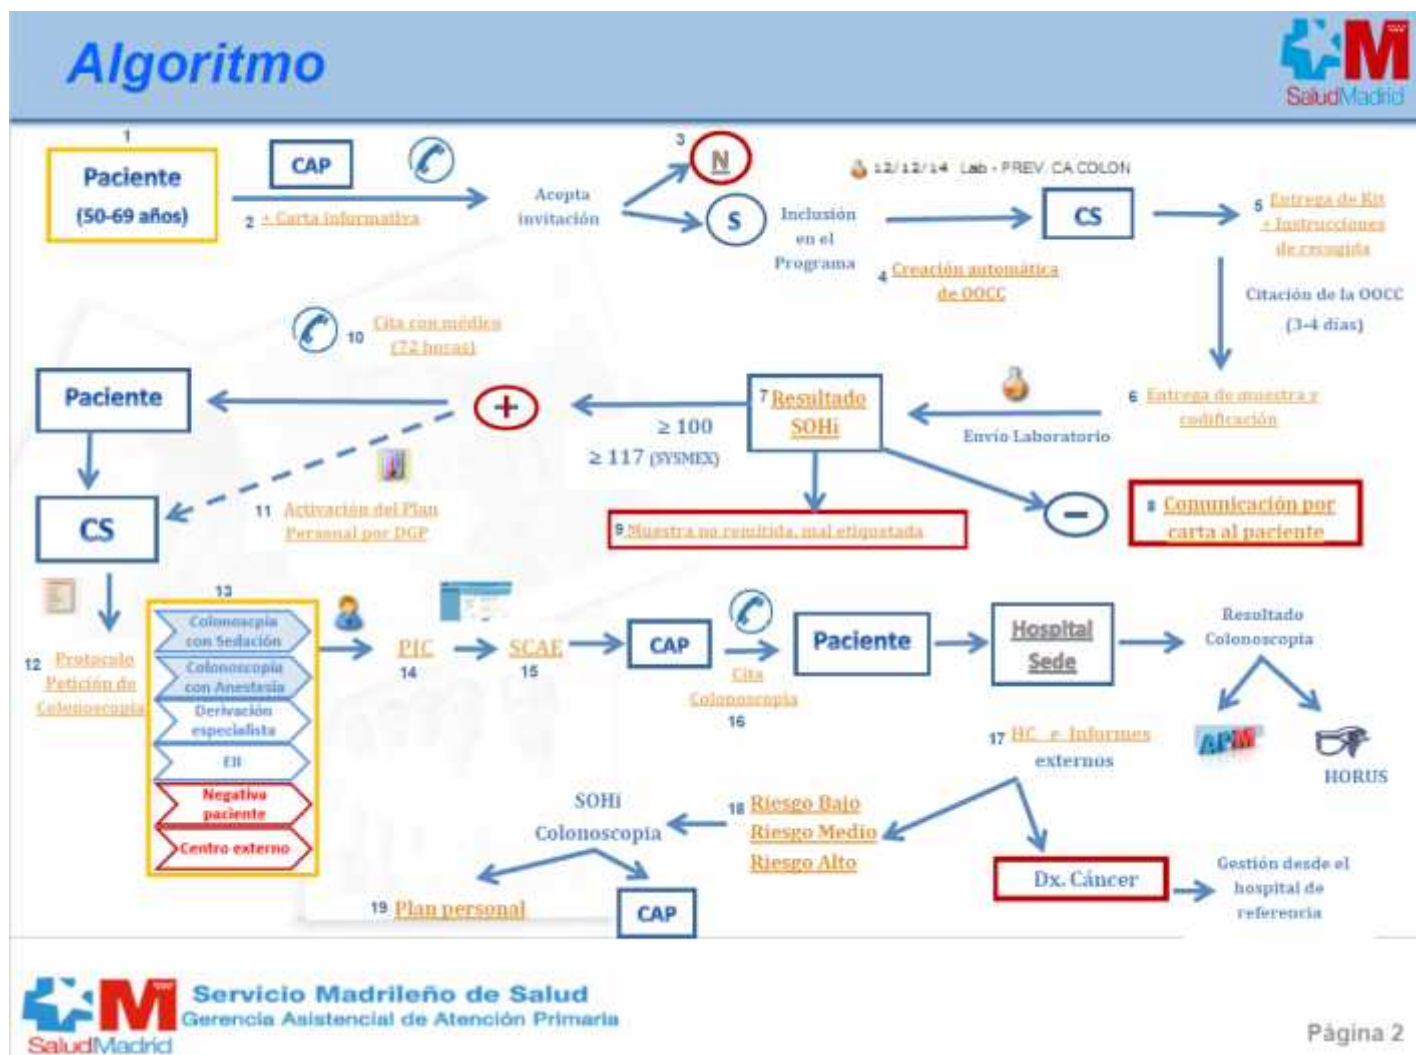 Algoritmo
SaludMadrid
1
Paciente
(50-69 años)
CAP
2 + Carta informativa
Acepta
invitación
3
N
S
Inclusión
en el
Programa
12/12/14 Lab - PREV. CA COLON
4 Creación automática
de OOCC
CS
5 Entrega de Kit
+ Instrucciones
de recogida
Citación de la OOCC
(3-4 días)
10 Cita con médico
(72 horas)
Paciente
+
≥ 100
≥ 117 (SYSMEX)
7 Resultado
SOHi
Envío Laboratorio
6 Entrega de muestra y
codificación
CS
11 Activación del Plan
Personal por DGP
9 Muestra no remitida, mal etiquetada
−
8 Comunicación por
carta al paciente
12 Protocolo
Petición de
Colonoscopia
13
Colonoscpia
con Sedación
Colonoscopia
con Anestasia
Derivación
especialista
EII
Negativa
paciente
Centro externo
PIC
14
SCAE
15
CAP
Cita
Colonoscopia
16
Paciente
Hospital
Sede
Resultado
Colonoscopia
APM
HORUS
17 HC e Informes
externos
18 Riesgo Bajo
Riesgo Medio
Riesgo Alto
SOHi
Colonoscopia
19 Plan personal
CAP
Dx. Cáncer
Gestión desde el
hospital de
referencia
SaludMadrid
Servicio Madrileño de Salud
Gerencia Asistencial de Atención Primaria
Página 2